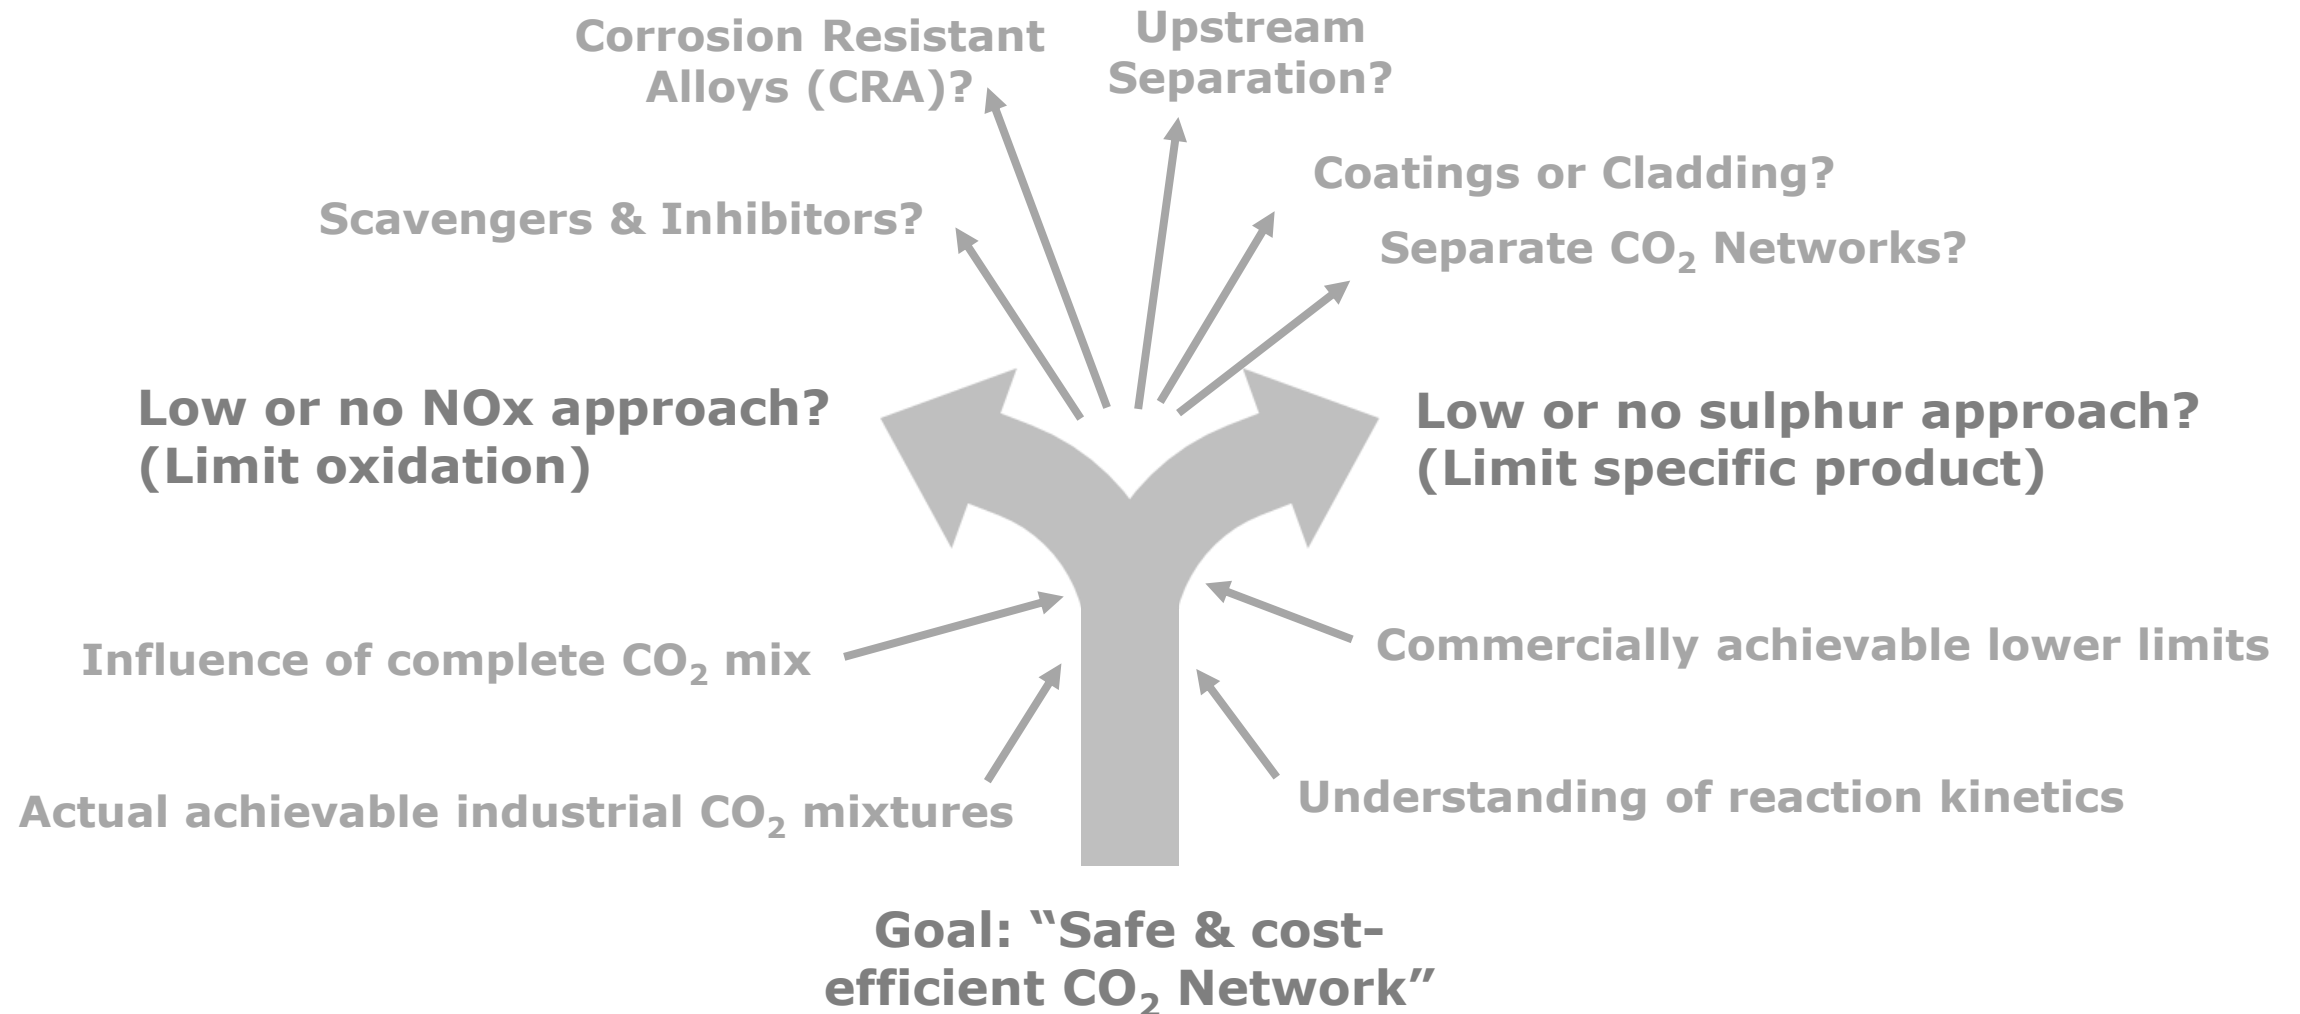 Corrosion Resistant
Alloys (CRA)?
Upstream
Separation?
Coatings or Cladding?
Scavengers & Inhibitors?
Separate CO₂ Networks?
Low or no NOx approach?
(Limit oxidation)
Low or no sulphur approach?
(Limit specific product)
Influence of complete CO₂ mix
Commercially achievable lower limits
Actual achievable industrial CO₂ mixtures
Understanding of reaction kinetics
Goal: “Safe & cost-
efficient CO₂ Network”